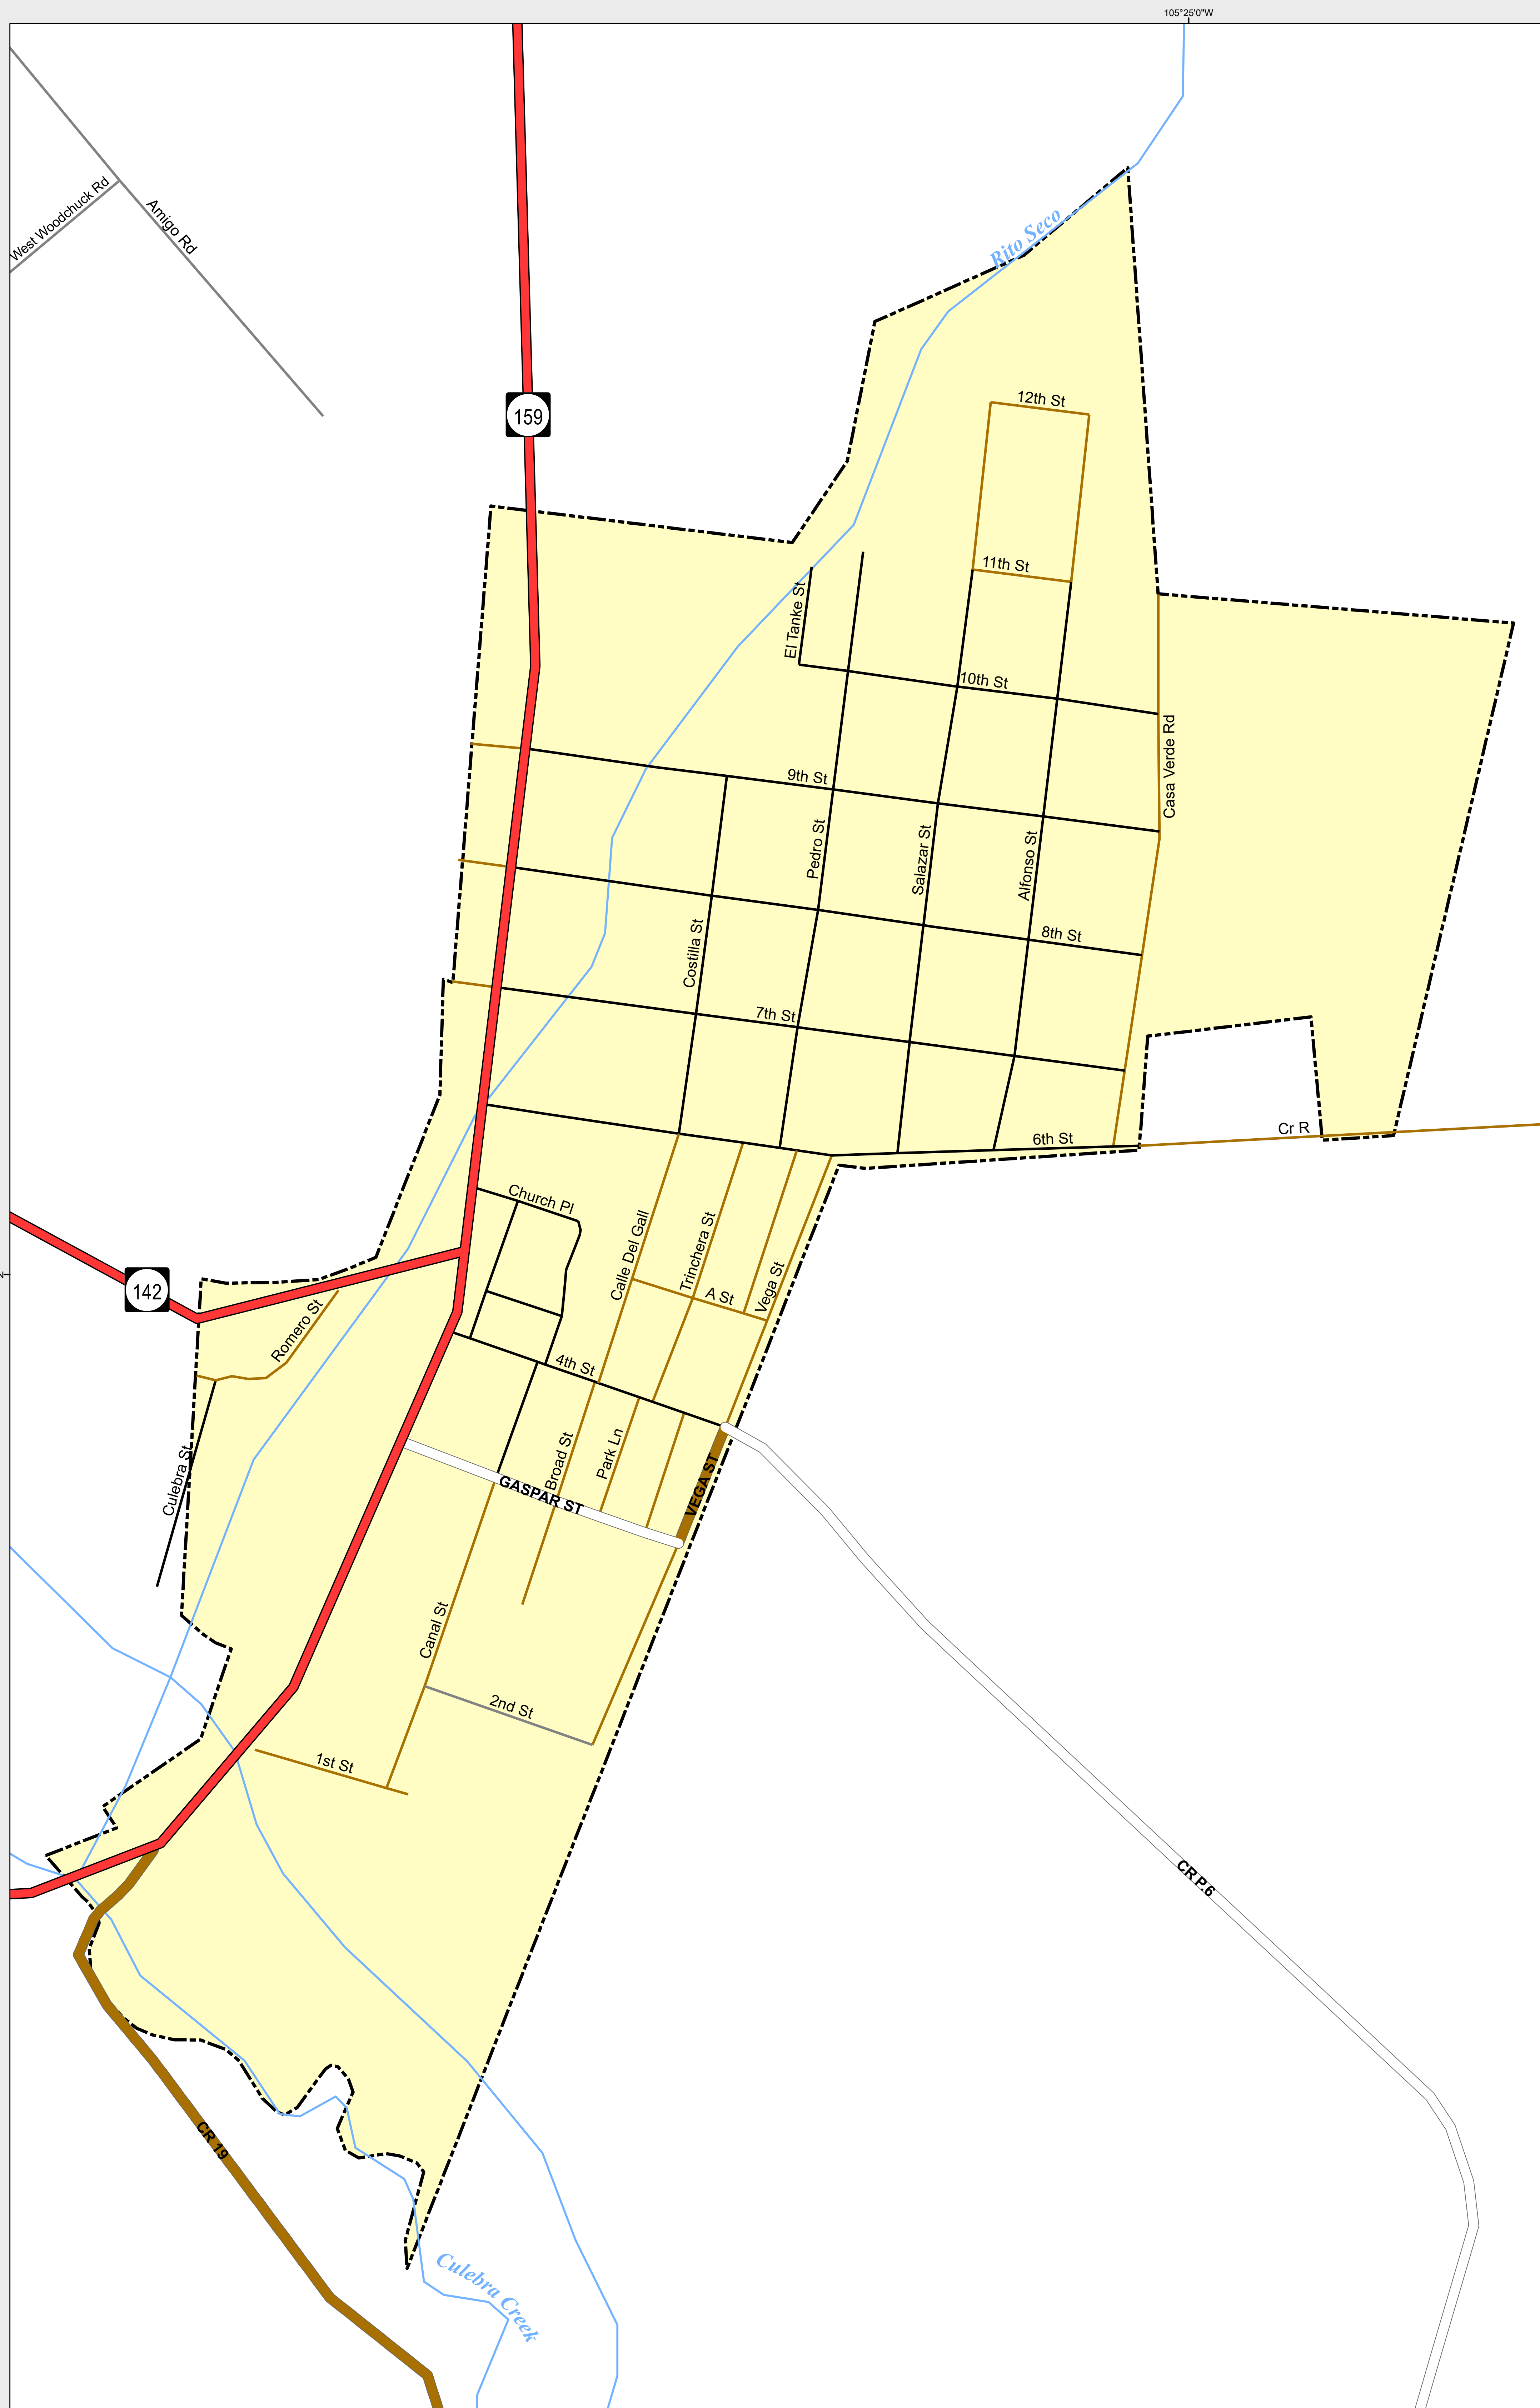 105°25'0"W
West Woodchuck Rd
Amigo Rd
Rito Seco
12th St
159
11th St
El Tanke St
10th St
Casa Verde Rd
9th St
Pedro St
Salazar St
Alfonso St
8th St
Costilla St
7th St
6th St
Cr R
Church Pl
Calle Del Gall
Trinchera St
A St
Vega St
142
Romero St
4th St
Culebra St
Broad St
Park Ln
GASPAR ST
VEGA ST
Canal St
2nd St
1st St
CR P.6
CR 19
Culebra Creek